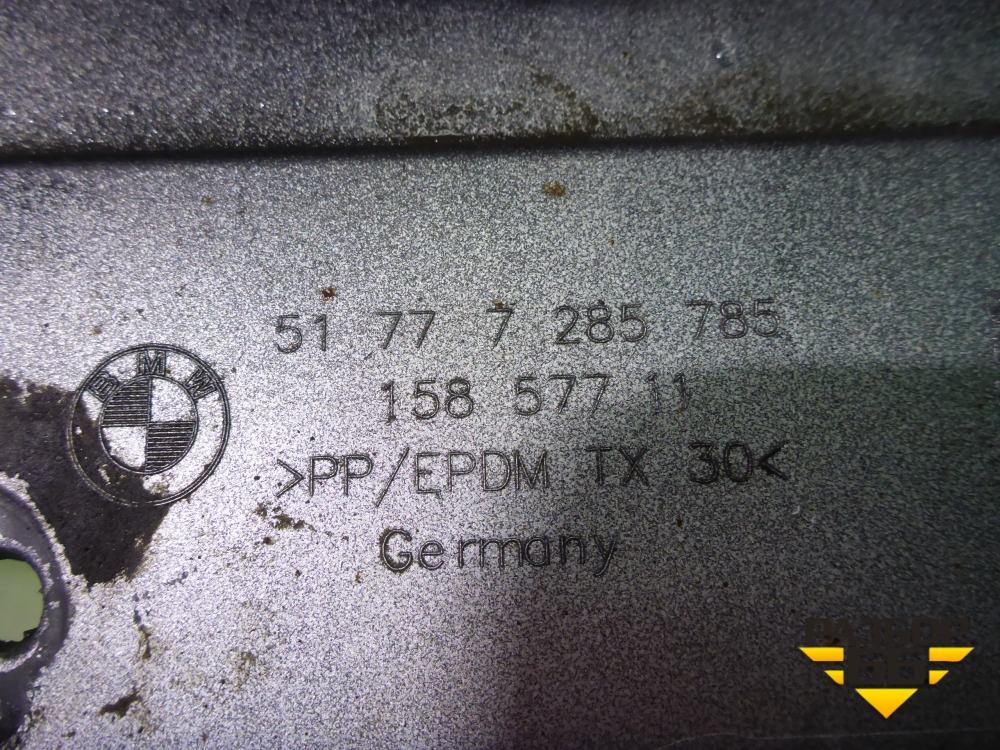 BMW
51 77 7 285 785
158 577 11
>PP/EPDM TX 30<
Germany